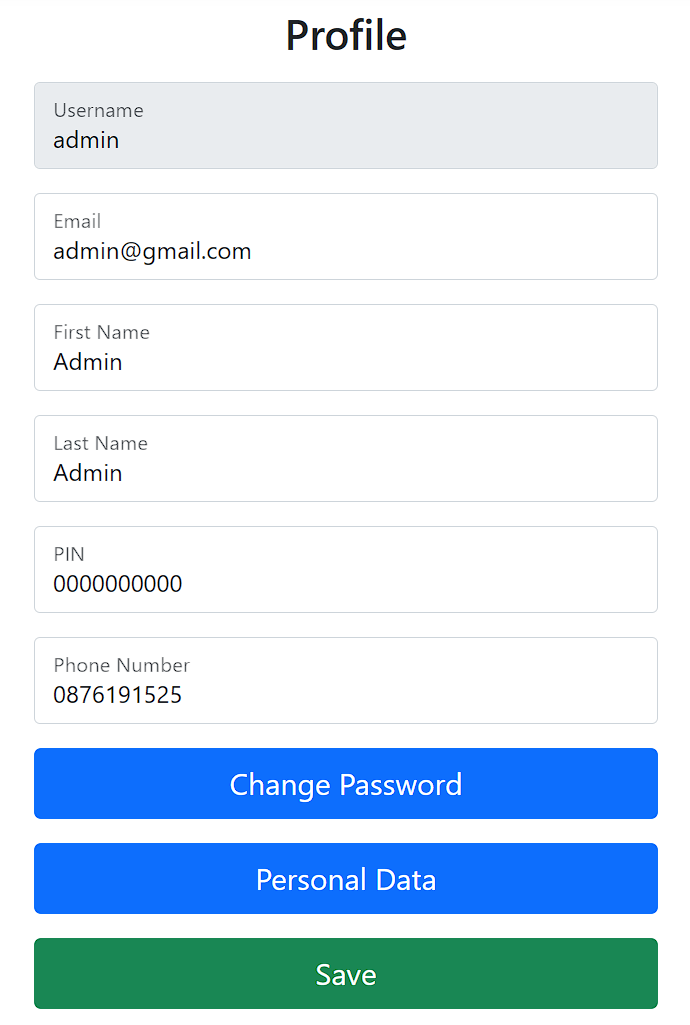 Profile
Username
admin
Email
admin@gmail.com
First Name
Admin
Last Name
Admin
PIN
0000000000
Phone Number
0876191525
Change Password
Personal Data
Save